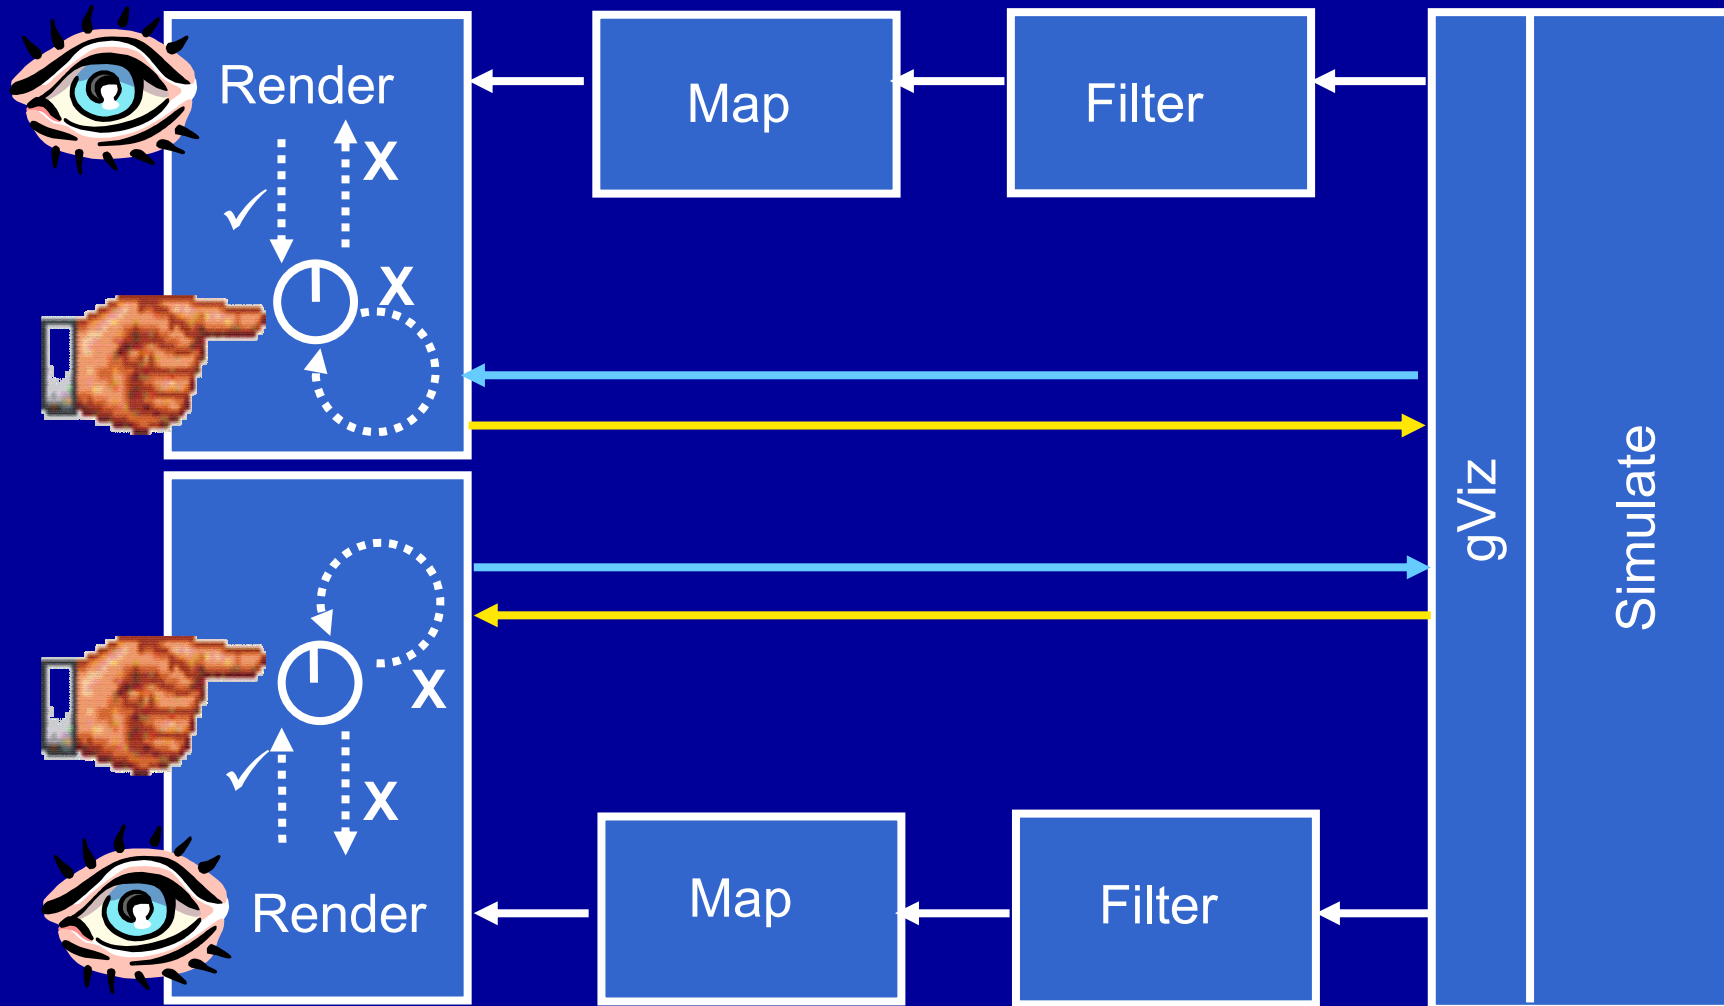 Render
Map
Filter
X
✓
X
gViz
Simulate
X
✓
X
Render
Map
Filter